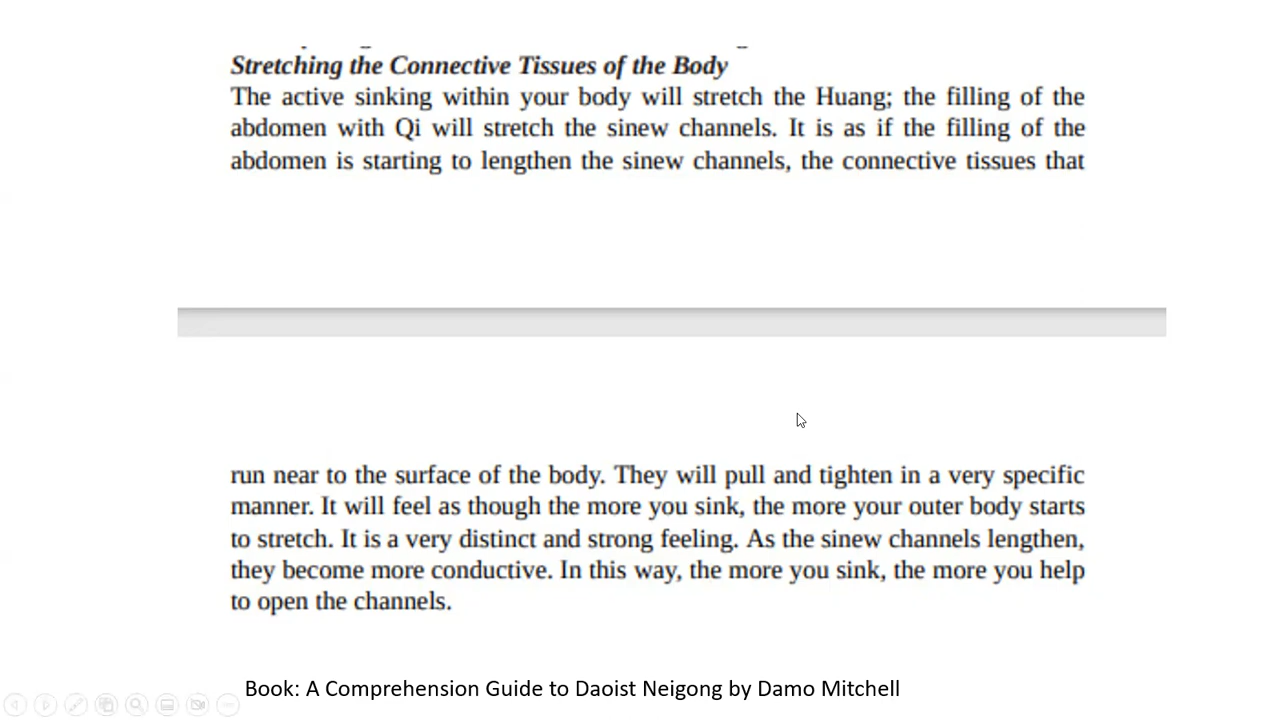 Stretching the Connective Tissues of the Body
The active sinking within your body will stretch the Huang; the filling of the
abdomen with Qi will stretch the sinew channels. It is as if the filling of the
abdomen is starting to lengthen the sinew channels, the connective tissues that
run near to the surface of the body. They will pull and tighten in a very specific
manner. It will feel as though the more you sink, the more your outer body starts
to stretch. It is a very distinct and strong feeling. As the sinew channels lengthen,
they become more conductive. In this way, the more you sink, the more you help
to open the channels.
Book: A Comprehension Guide to Daoist Neigong by Damo Mitchell